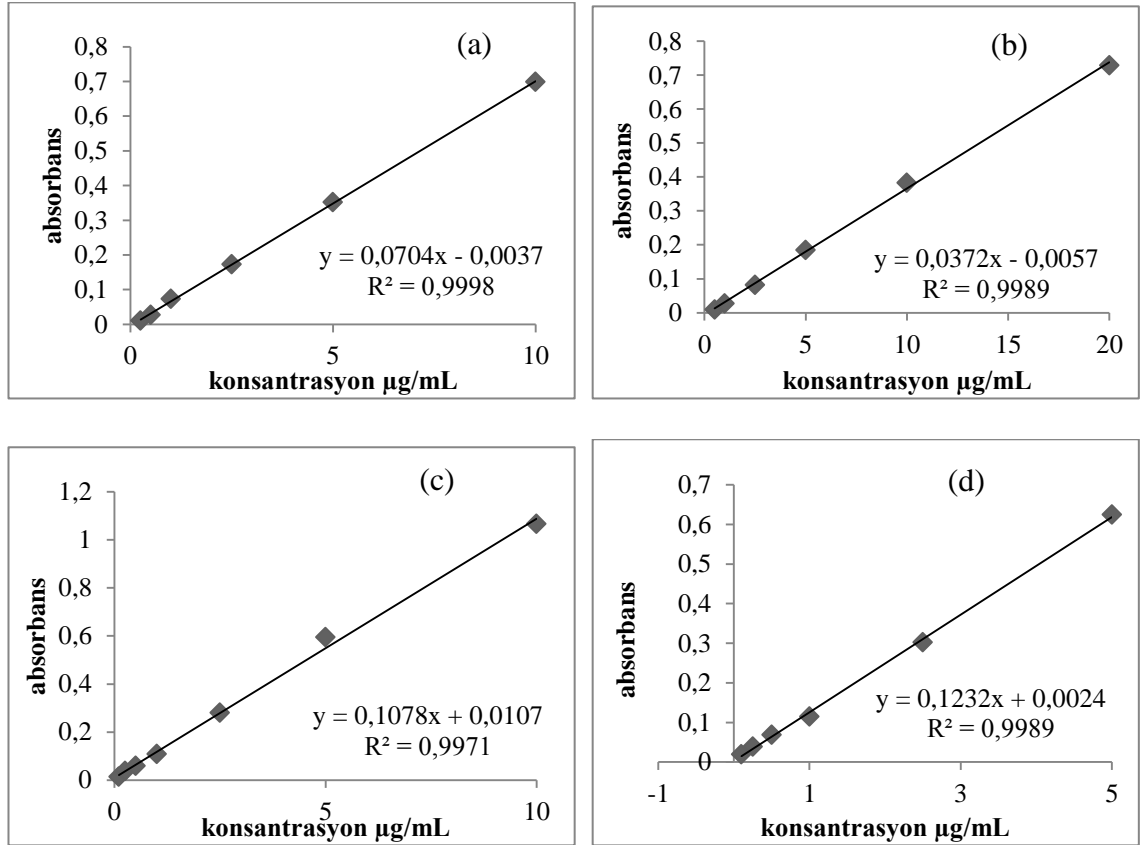 (a)
0,8
0,7
0,6
0,5
0,4
0,3
0,2
0,1
0
absorbans
y = 0,0704x - 0,0037
R² = 0,9998
0 5 10
konsantrasyon µg/mL
(b)
0,8
0,7
0,6
0,5
0,4
0,3
0,2
0,1
0
absorbans
y = 0,0372x - 0,0057
R² = 0,9989
0 5 10 15 20
konsantrasyon µg/mL
(c)
1,2
1
0,8
0,6
0,4
0,2
0
absorbans
y = 0,1078x + 0,0107
R² = 0,9971
0 5 10
konsantrasyon µg/mL
(d)
0,7
0,6
0,5
0,4
0,3
0,2
0,1
0
absorbans
y = 0,1232x + 0,0024
R² = 0,9989
-1 1 3 5
konsantrasyon µg/mL